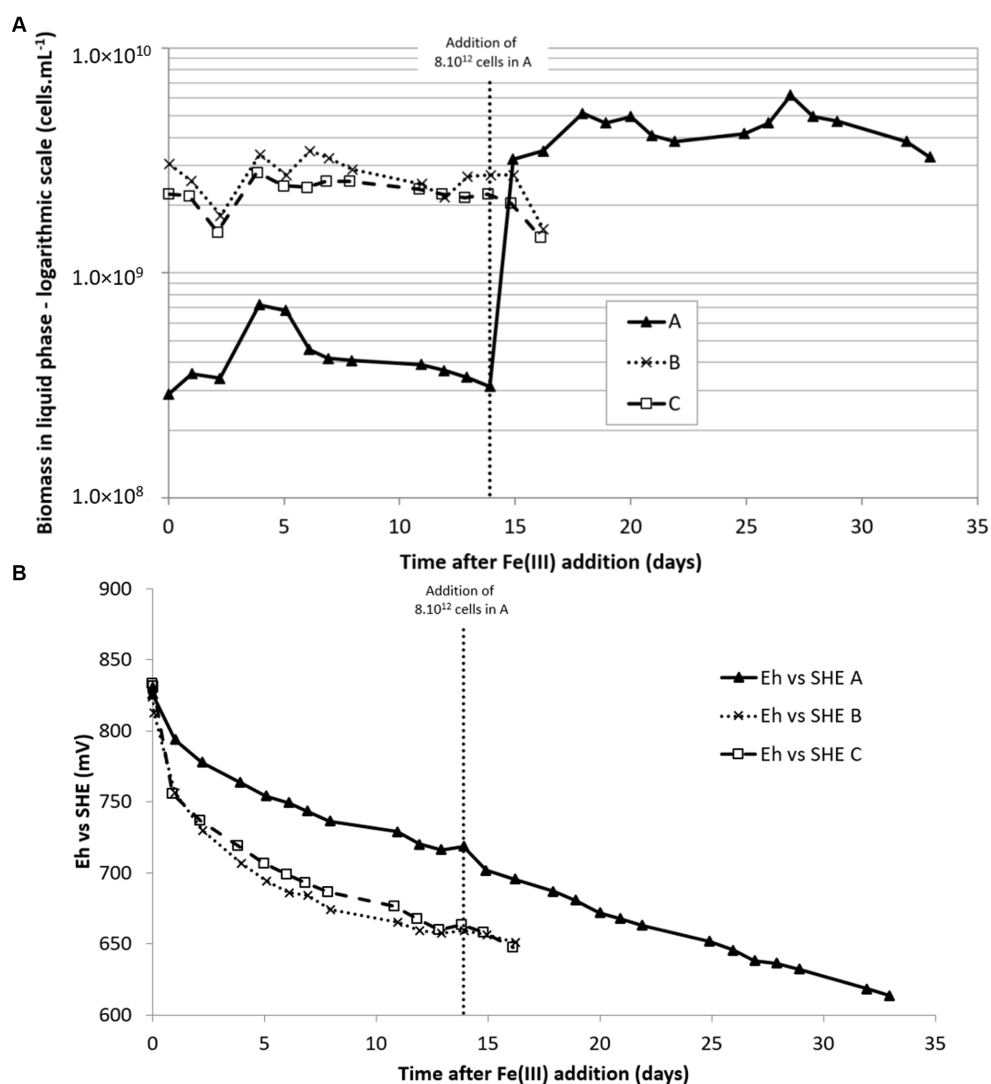 A
Addition of
8.10¹² cells in A
Biomass in liquid phase - logarithmic scale (cells.mL⁻¹)
1.0×10¹⁰
1.0×10⁹
1.0×10⁸
A
B
C
0 5 10 15 20 25 30 35
Time after Fe(III) addition (days)
B
Addition of
8.10¹² cells in A
Eh vs SHE (mV)
900
850
800
750
700
650
600
Eh vs SHE A
Eh vs SHE B
Eh vs SHE C
0 5 10 15 20 25 30 35
Time after Fe(III) addition (days)